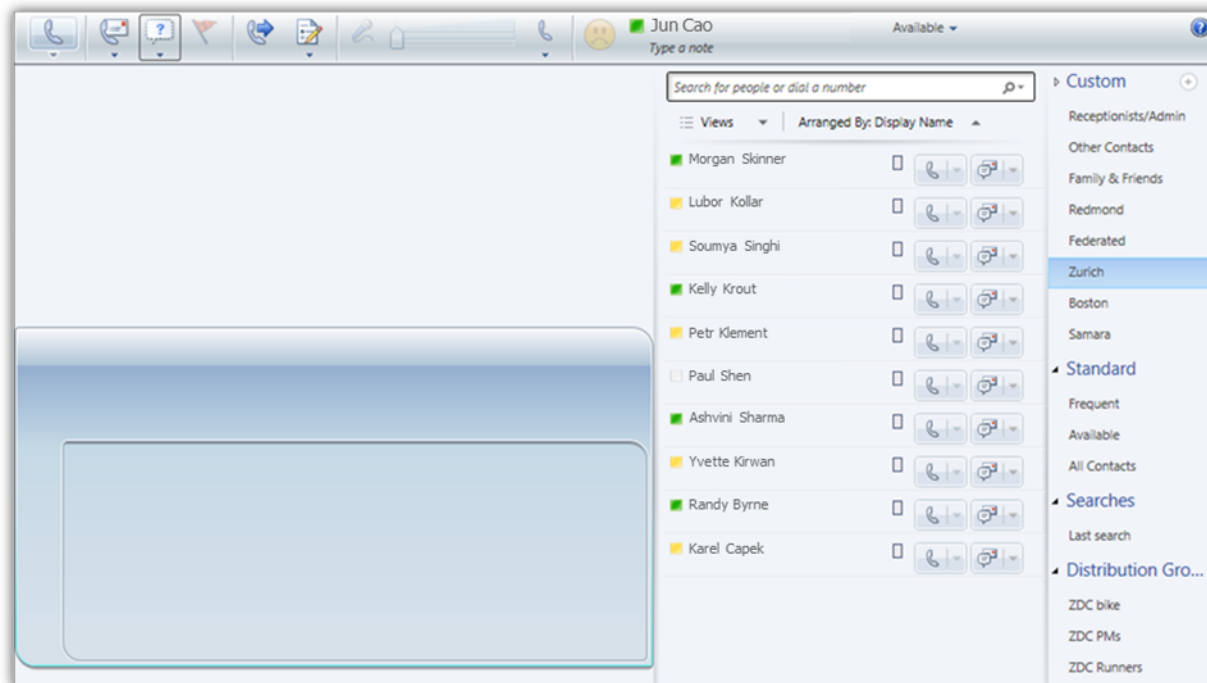 Jun Cao
Available
Type a note
Search for people or dial a number
Views
Arranged By: Display Name
Morgan Skinner
Lubor Kollar
Soumya Singhi
Kelly Krout
Petr Klement
Paul Shen
Ashvini Sharma
Yvette Kirwan
Randy Byrne
Karel Capek
Custom
Receptionists/Admin
Other Contacts
Family & Friends
Redmond
Federated
Zurich
Boston
Samara
Standard
Frequent
Available
All Contacts
Searches
Last search
Distribution Gro...
ZDC bike
ZDC PMs
ZDC Runners